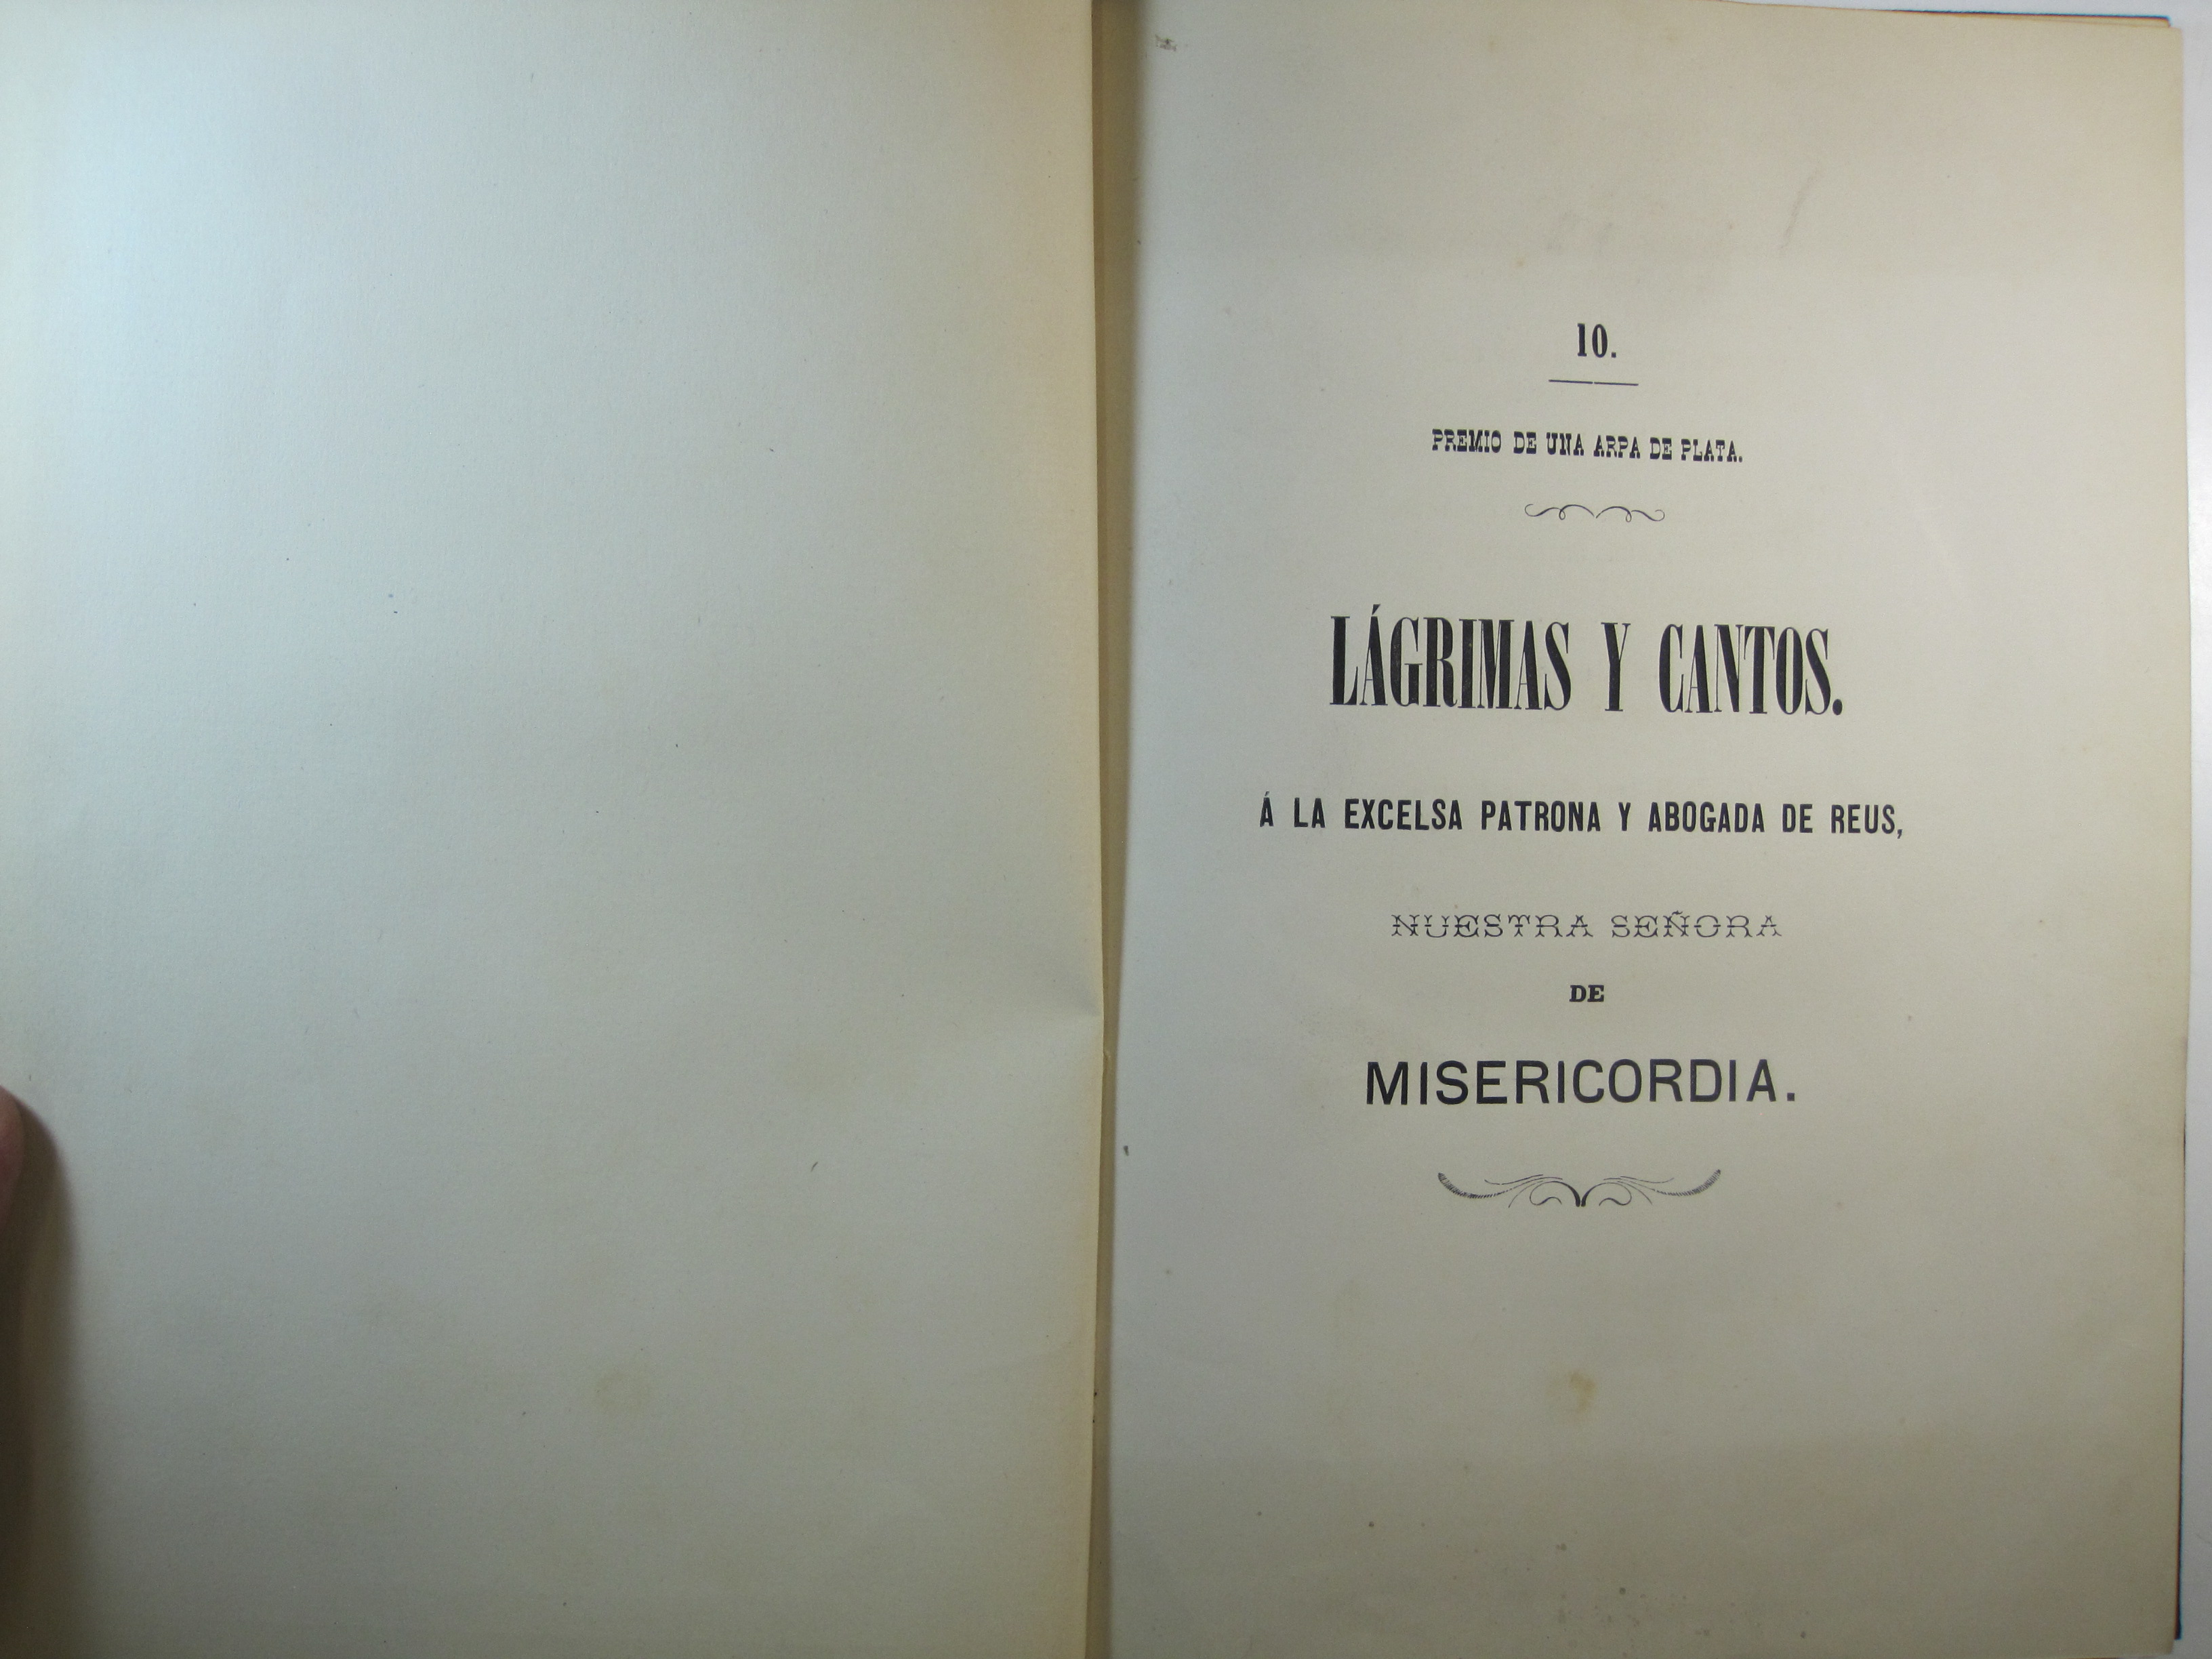 10.
PREMIO DE UNA ARPA DE PLATA.
LÁGRIMAS Y CANTOS.
Á LA EXCELSA PATRONA Y ABOGADA DE REUS,
NUESTRA SEÑORA
DE
MISERICORDIA.